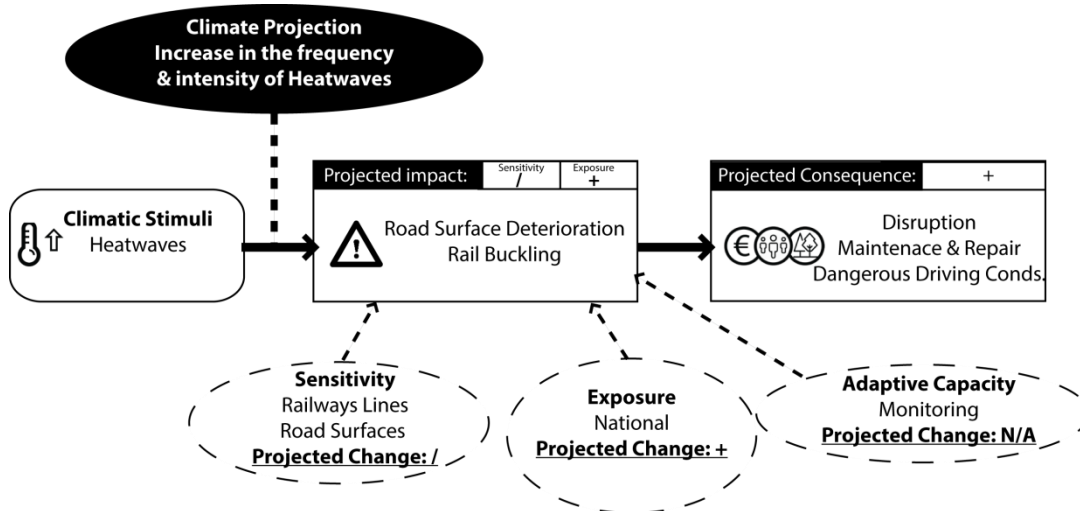 Climate Projection
Increase in the frequency
& intensity of Heatwaves
Climatic Stimuli
Heatwaves
Projected impact:
Sensitivity
/
Exposure
+
Road Surface Deterioration
Rail Buckling
Projected Consequence:
+
€
Disruption
Maintenace & Repair
Dangerous Driving Conds.
Sensitivity
Railways Lines
Road Surfaces
Projected Change: /
Exposure
National
Projected Change: +
Adaptive Capacity
Monitoring
Projected Change: N/A